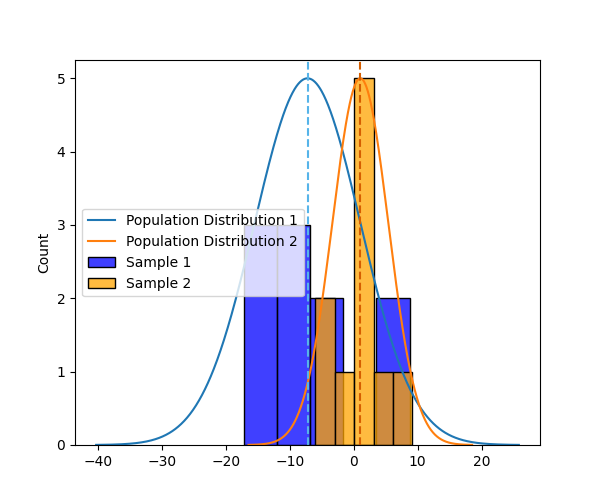 5
4
3
2
1
0
Count
Population Distribution 1
Population Distribution 2
Sample 1
Sample 2
−40
−30
−20
−10
0
10
20